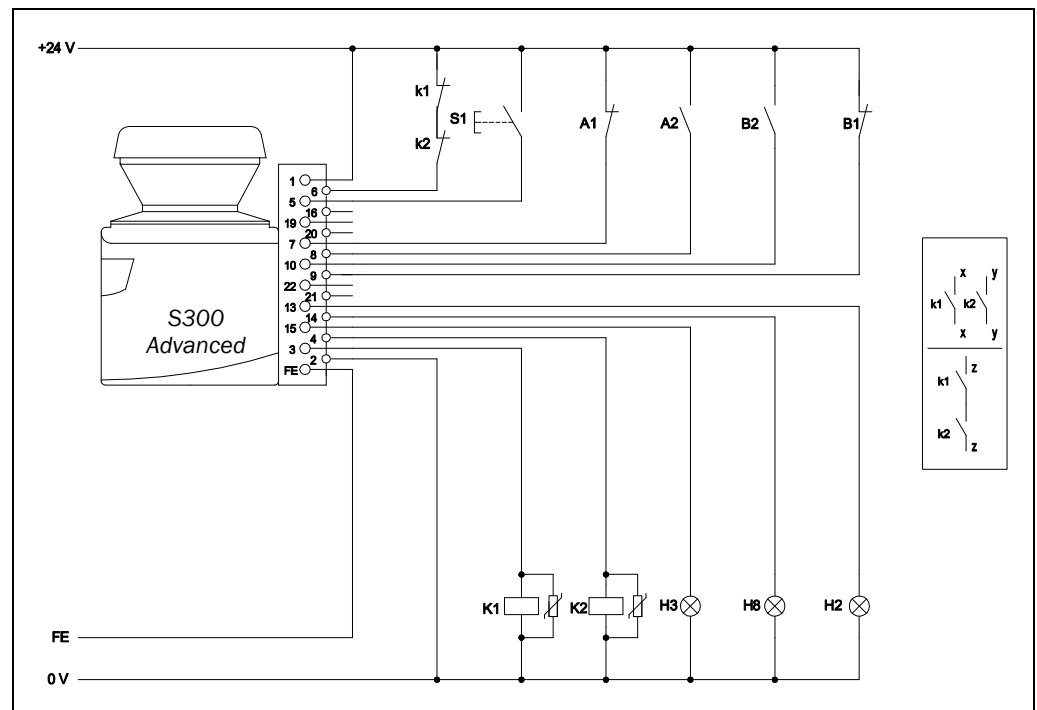 +24 V
k1
k2
S1
A1
A2
B2
B1
1
6
5
16
19
20
7
8
10
9
22
21
13
14
15
4
3
2
FE
S300
Advanced
x y
k1 k2
x y
z
k1
k2
z
K1
K2
H3
H8
H2
FE
0 V